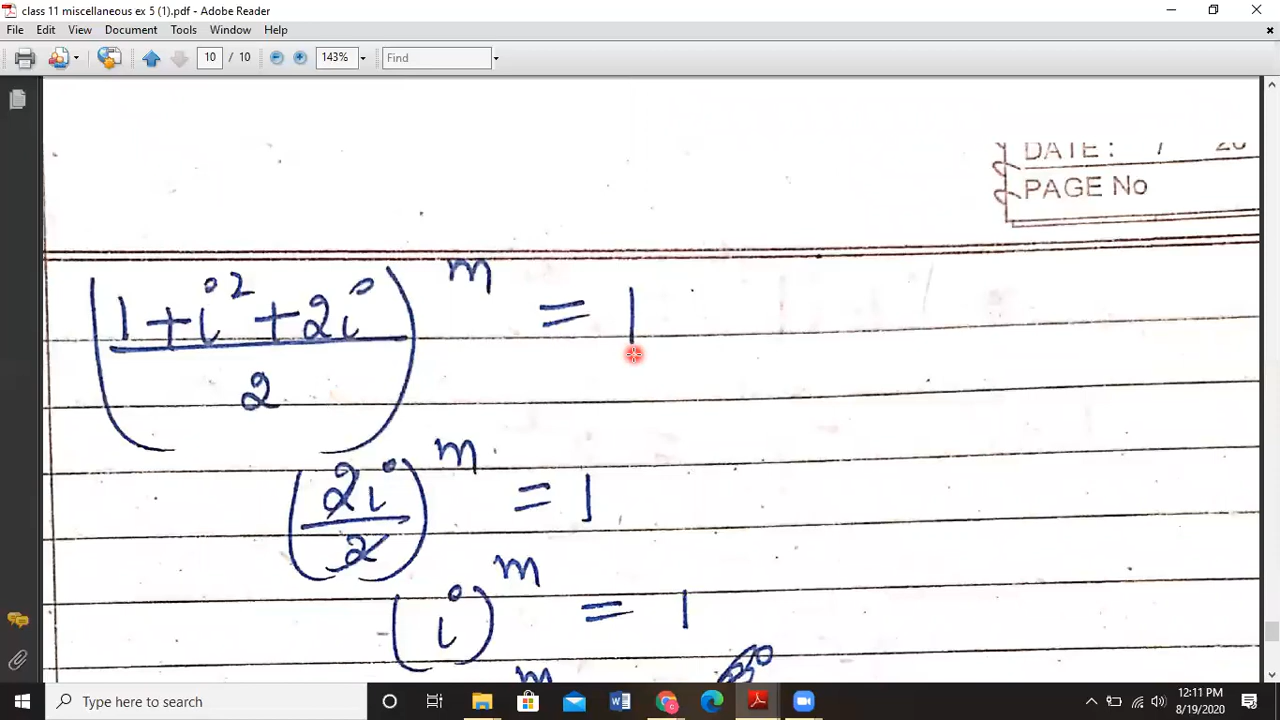 class 11 miscellaneous ex 5 (1).pdf - Adobe Reader
File Edit View Document Tools Window Help
10 / 10 143% Find
DATE : / 20
PAGE No
(1+i²+2i / 2)^m = 1
(2i / 2)^m = 1
(i)^m = 1
m
Type here to search
12:11 PM
8/19/2020